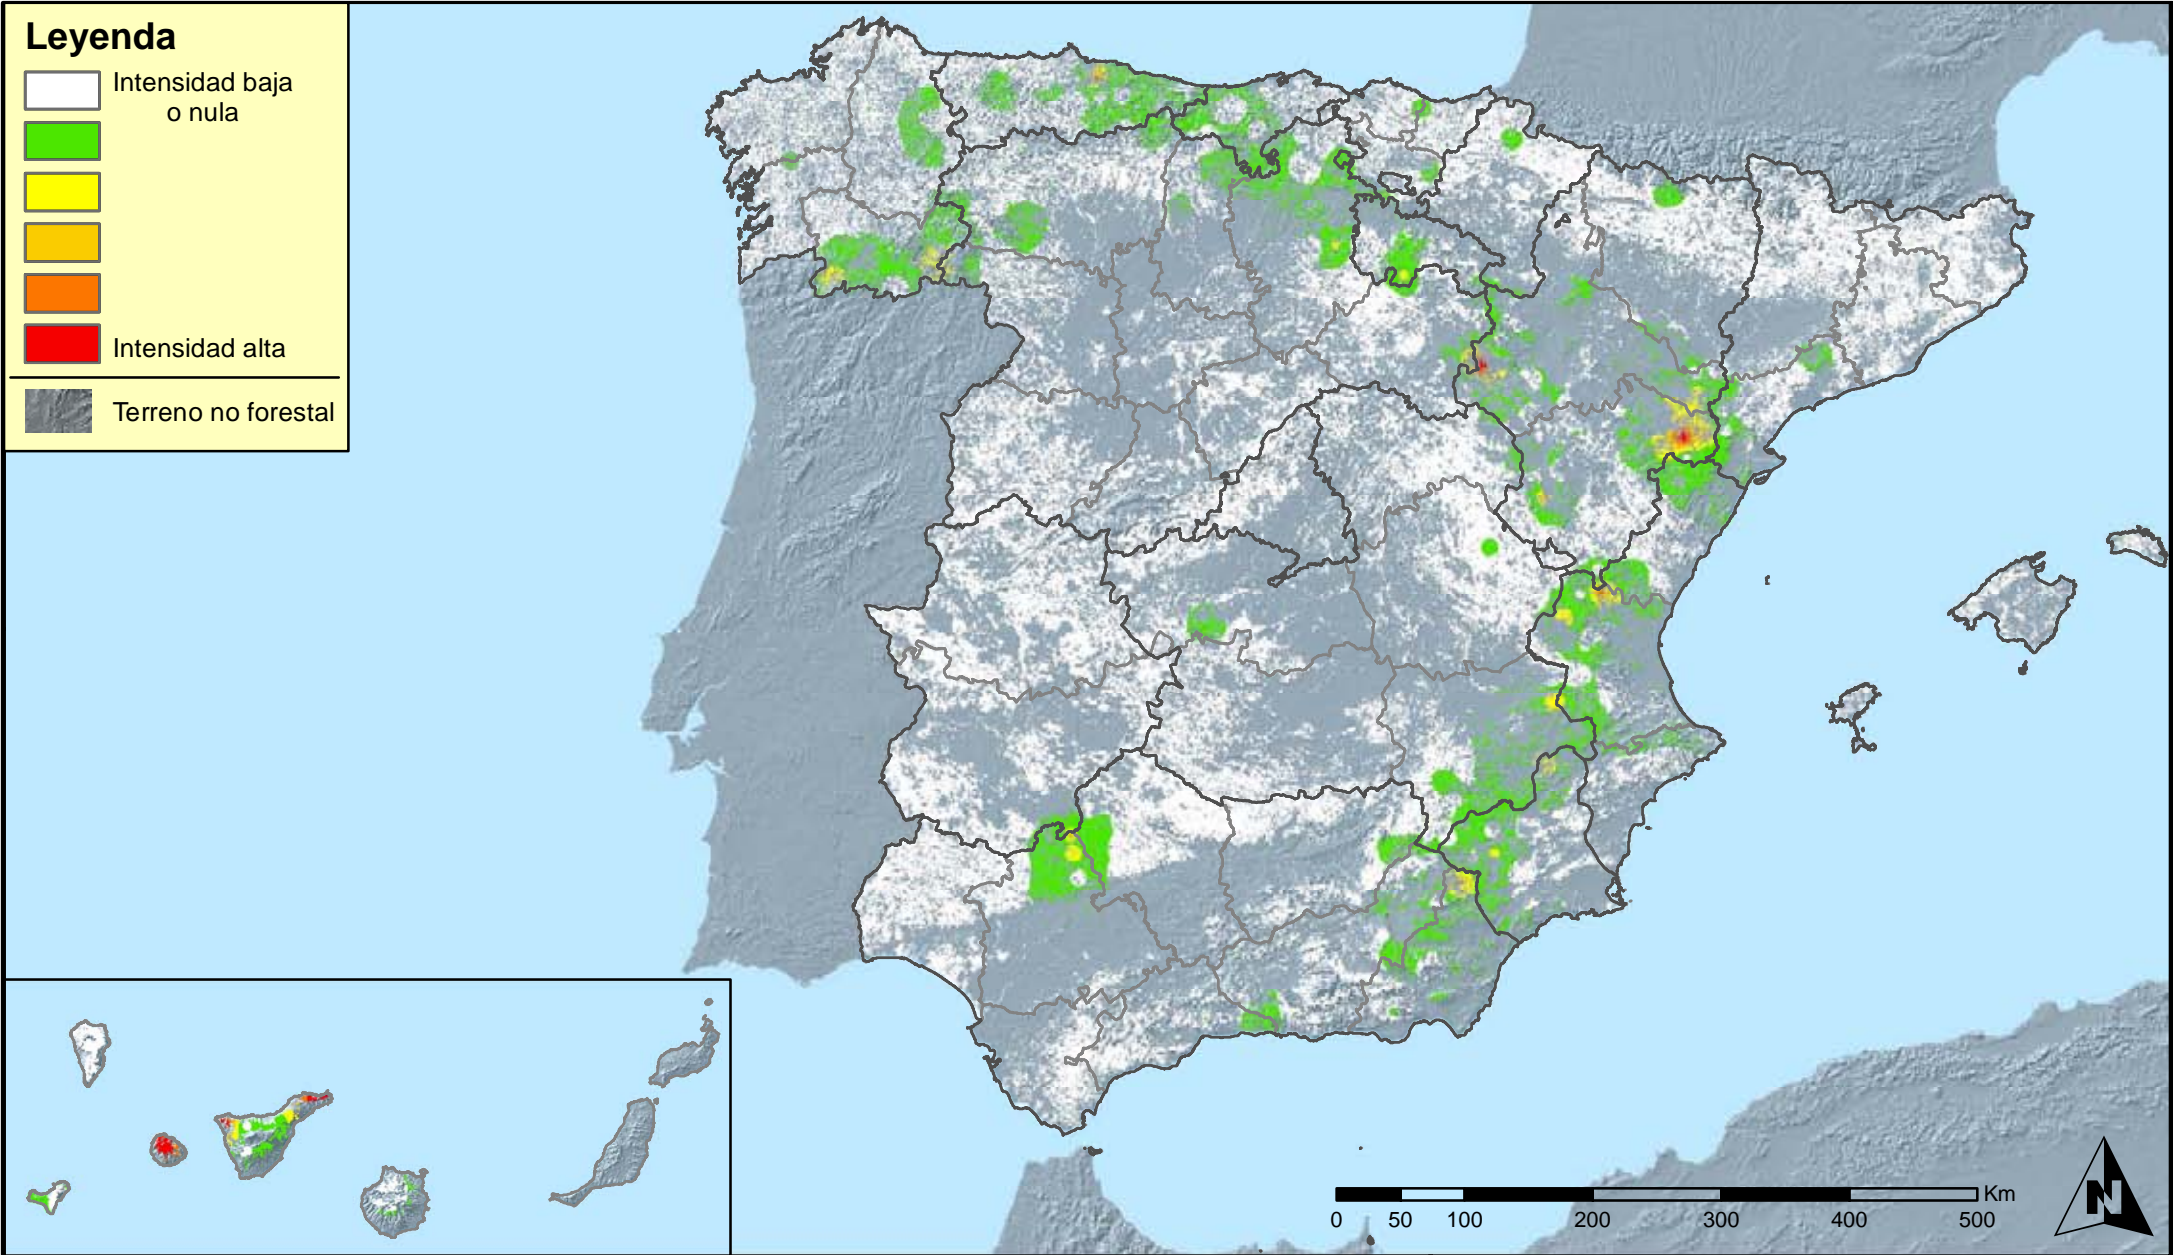 Leyenda
Intensidad baja
o nula
Intensidad alta
Terreno no forestal
Km
0 50 100 200 300 400 500
N